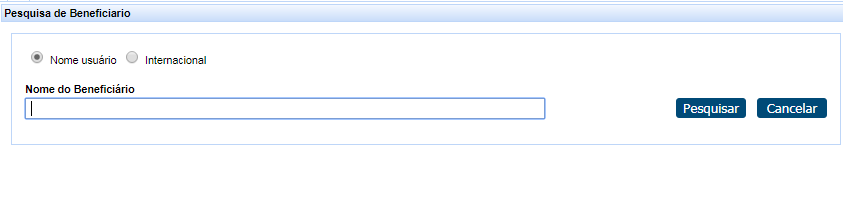 Pesquisa de Beneficiario
Nome usuário Internacional
Nome do Beneficiário
Pesquisar Cancelar